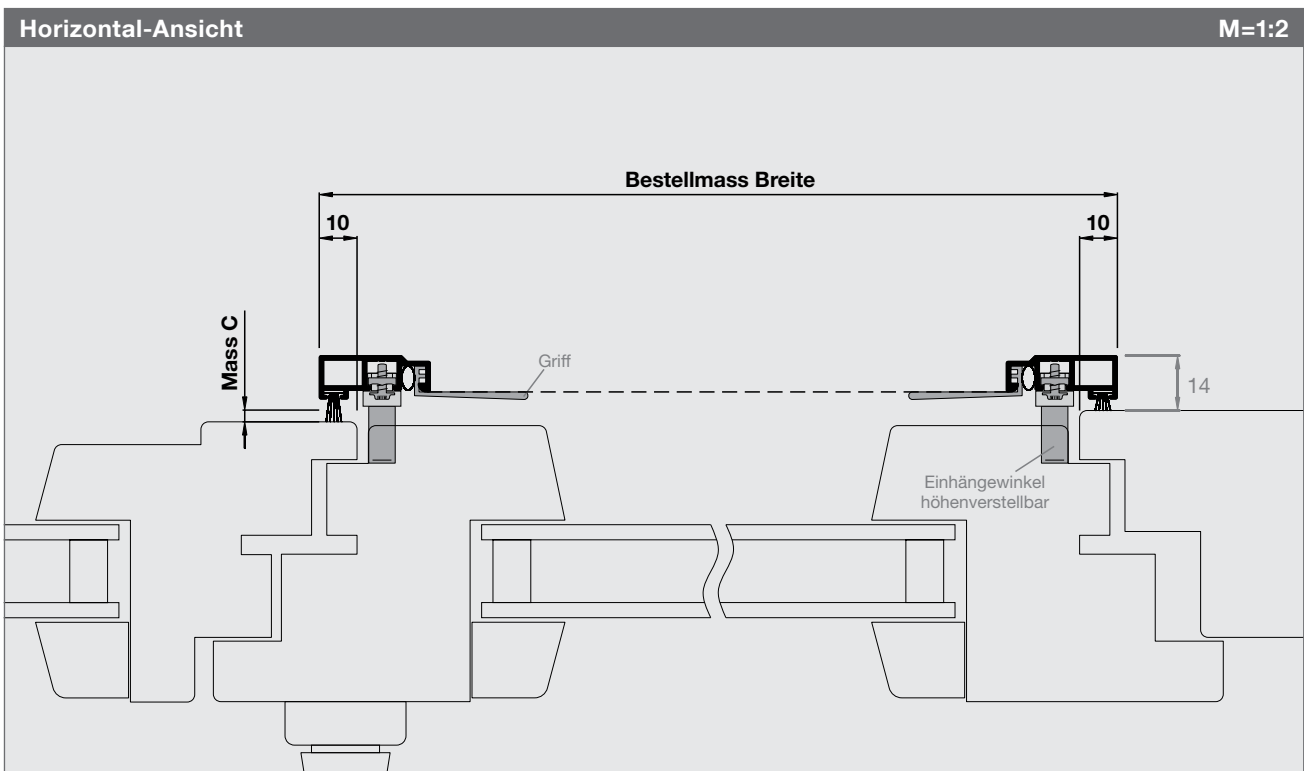 Horizontal-Ansicht M=1:2
Bestellmass Breite
10 10
Mass C
Griff
14
Einhängewinkel
höhenverstellbar